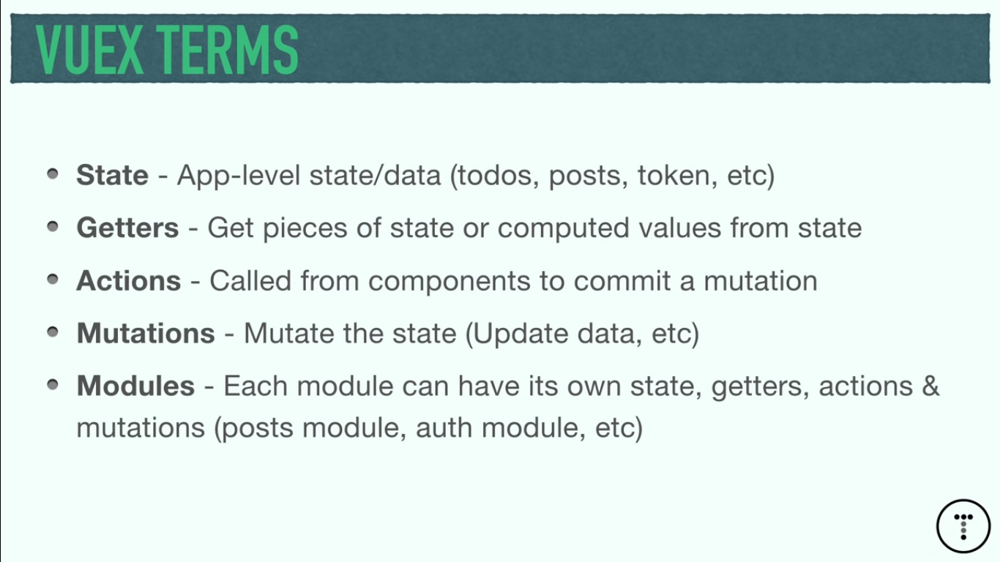 VUEX TERMS
• State - App-level state/data (todos, posts, token, etc)
• Getters - Get pieces of state or computed values from state
• Actions - Called from components to commit a mutation
• Mutations - Mutate the state (Update data, etc)
• Modules - Each module can have its own state, getters, actions &
mutations (posts module, auth module, etc)